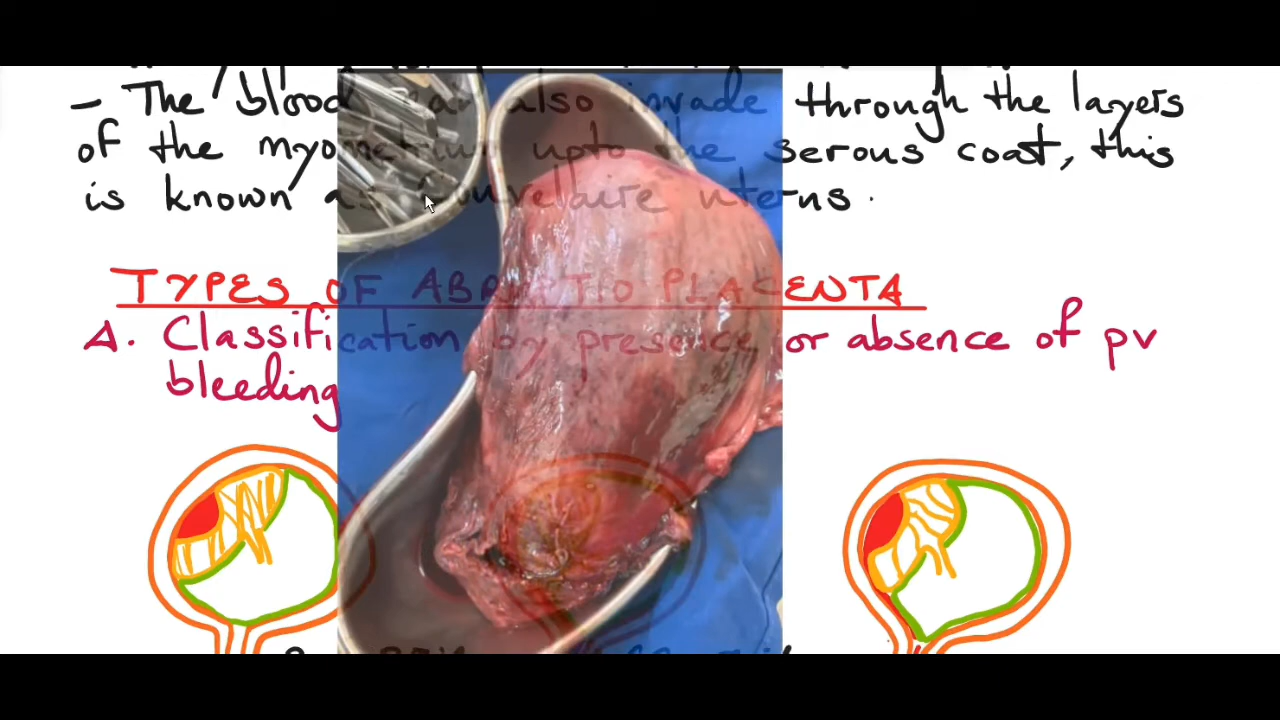 - The blood can also invade through the layers
of the myometrium upto the serous coat, this
is known as Couvelaire uterus.
TYPES OF ABRUPTIO PLACENTA
A. Classification by presence or absence of pv
bleeding